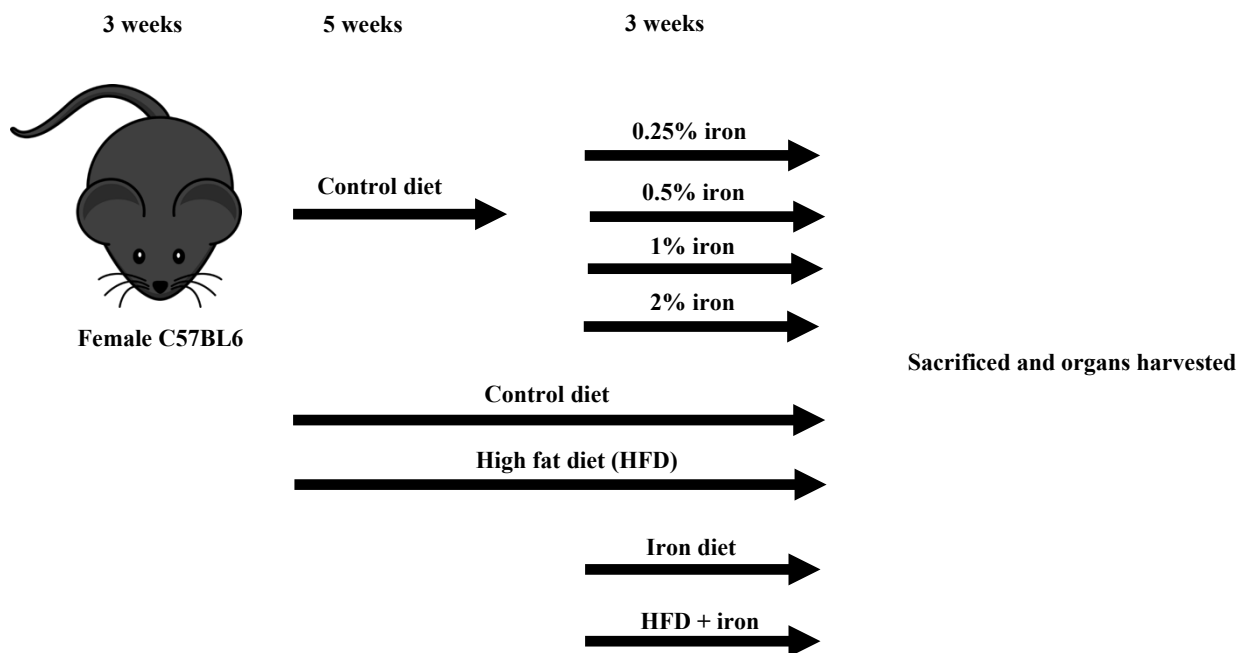 3 weeks
5 weeks
3 weeks
0.25% iron
Control diet
0.5% iron
1% iron
2% iron
Female C57BL6
Sacrificed and organs harvested
Control diet
High fat diet (HFD)
Iron diet
HFD + iron